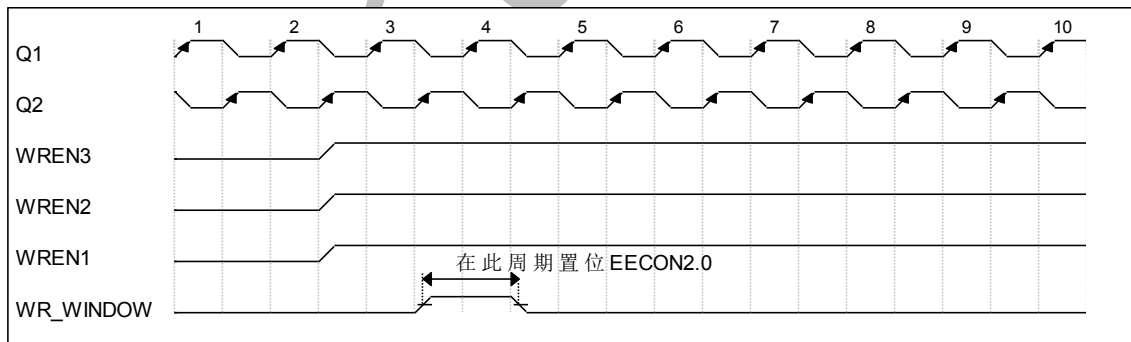 1 2 3 4 5 6 7 8 9 10
Q1
Q2
WREN3
WREN2
WREN1
在此周期置位EECON2.0
WR_WINDOW